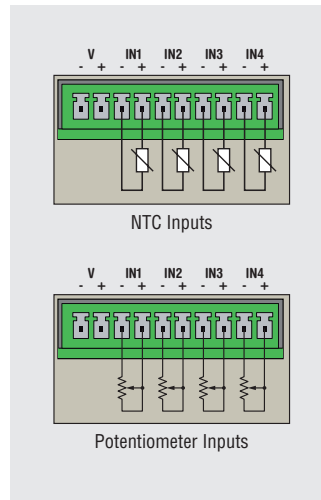 V IN1 IN2 IN3 IN4
- + - + - + - + - +
NTC Inputs
V IN1 IN2 IN3 IN4
- + - + - + - + - +
Potentiometer Inputs